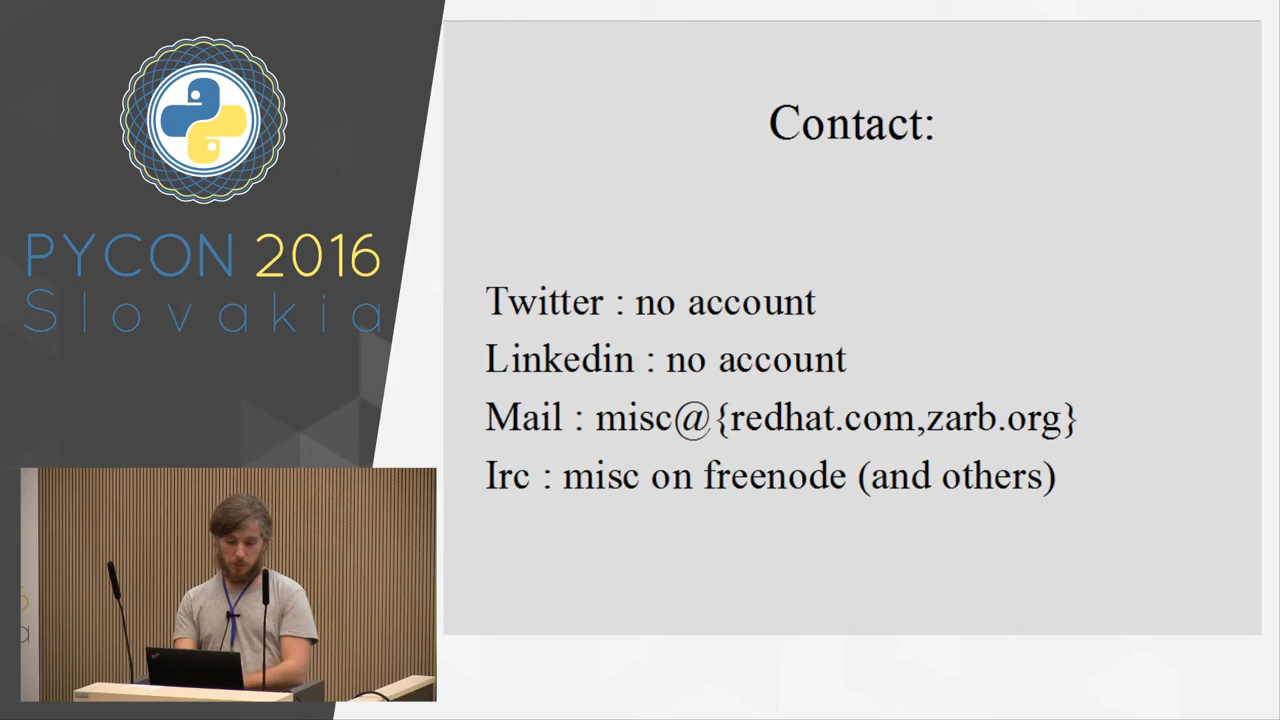 PYCON 2016
Slovakia
Contact:
Twitter : no account
Linkedin : no account
Mail : misc@{redhat.com,zarb.org}
Irc : misc on freenode (and others)
6
a